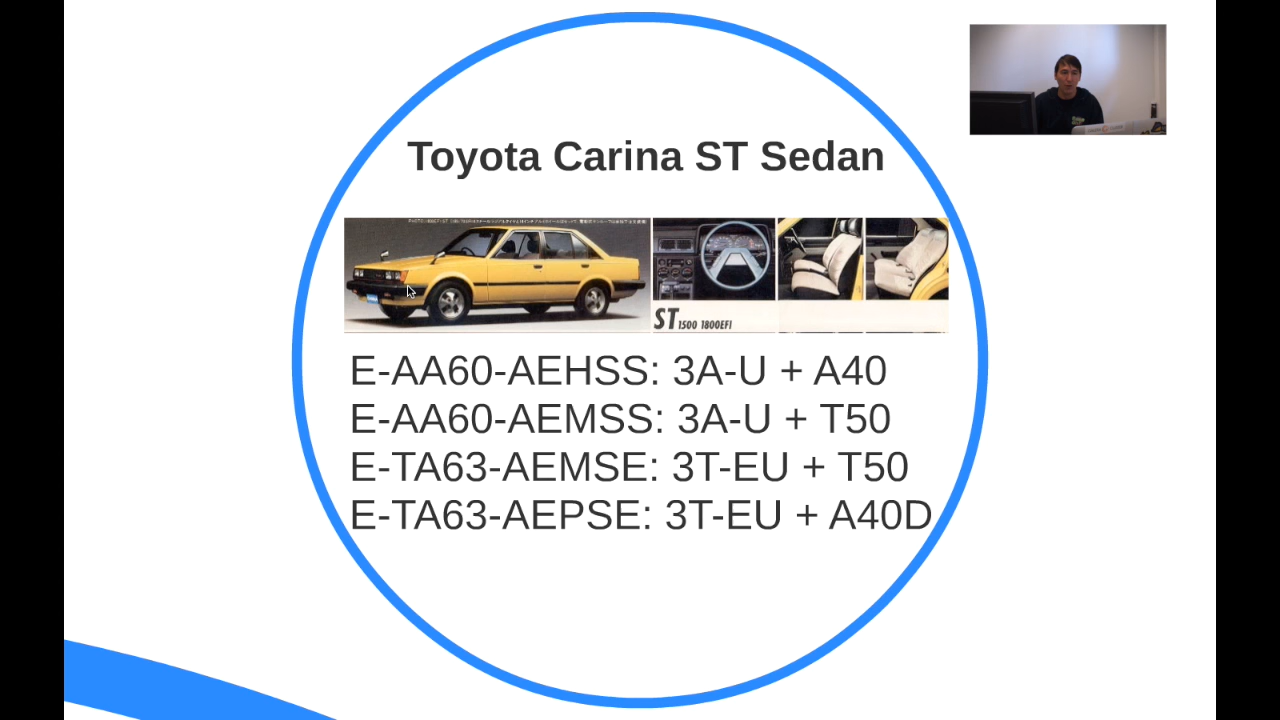 Toyota Carina ST Sedan
ST 1500 1800EFI
E-AA60-AEHSS: 3A-U + A40
E-AA60-AEMSS: 3A-U + T50
E-TA63-AEMSE: 3T-EU + T50
E-TA63-AEPSE: 3T-EU + A40D